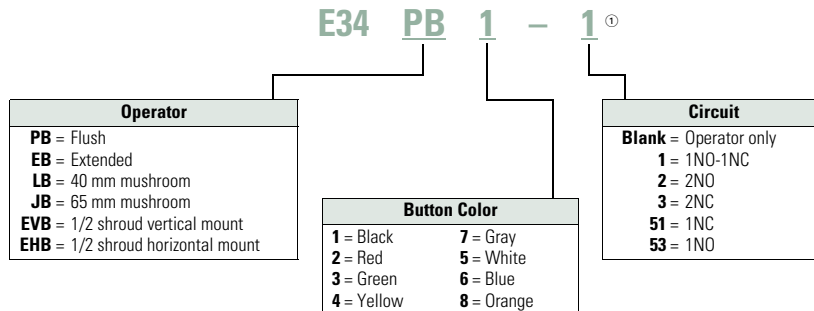 E34 PB 1 – 1 ①
Operator
PB = Flush
EB = Extended
LB = 40 mm mushroom
JB = 65 mm mushroom
EVB = 1/2 shroud vertical mount
EHB = 1/2 shroud horizontal mount
Button Color
1 = Black 7 = Gray
2 = Red 5 = White
3 = Green 6 = Blue
4 = Yellow 8 = Orange
Circuit
Blank = Operator only
1 = 1NO-1NC
2 = 2NO
3 = 2NC
51 = 1NC
53 = 1NO